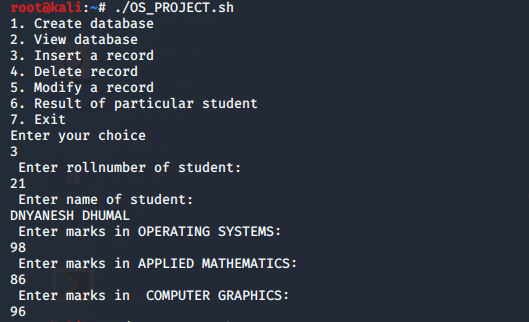 root@kali:~# ./OS_PROJECT.sh
1. Create database
2. View database
3. Insert a record
4. Delete record
5. Modify a record
6. Result of particular student
7. Exit
Enter your choice
3
Enter rollnumber of student:
21
Enter name of student:
DNYANESH DHUMAL
Enter marks in OPERATING SYSTEMS:
98
Enter marks in APPLIED MATHEMATICS:
86
Enter marks in  COMPUTER GRAPHICS:
96